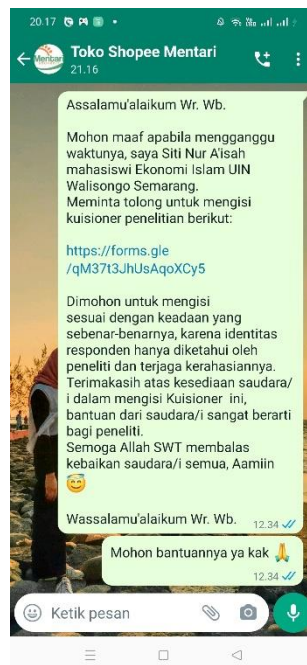 20.17
Toko Shopee Mentari
21.16
Mentari
Assalamu'alaikum Wr. Wb.
Mohon maaf apabila mengganggu
waktunya, saya Siti Nur A'isah
mahasiswi Ekonomi Islam UIN
Walisongo Semarang.
Meminta tolong untuk mengisi
kuisioner penelitian berikut:
https://forms.gle
/qM37t3JhUsAqoXCy5
Dimohon untuk mengisi
sesuai dengan keadaan yang
sebenar-benarnya, karena identitas
responden hanya diketahui oleh
peneliti dan terjaga kerahasiannya.
Terimakasih atas kesediaan saudara/
i dalam mengisi Kuisioner ini,
bantuan dari saudara/i sangat berarti
bagi peneliti.
Semoga Allah SWT membalas
kebaikan saudara/i semua, Aamiin
😇
Wassalamu'alaikum Wr. Wb. 12.34
Mohon bantuannya ya kak 🙏
12.34
Ketik pesan